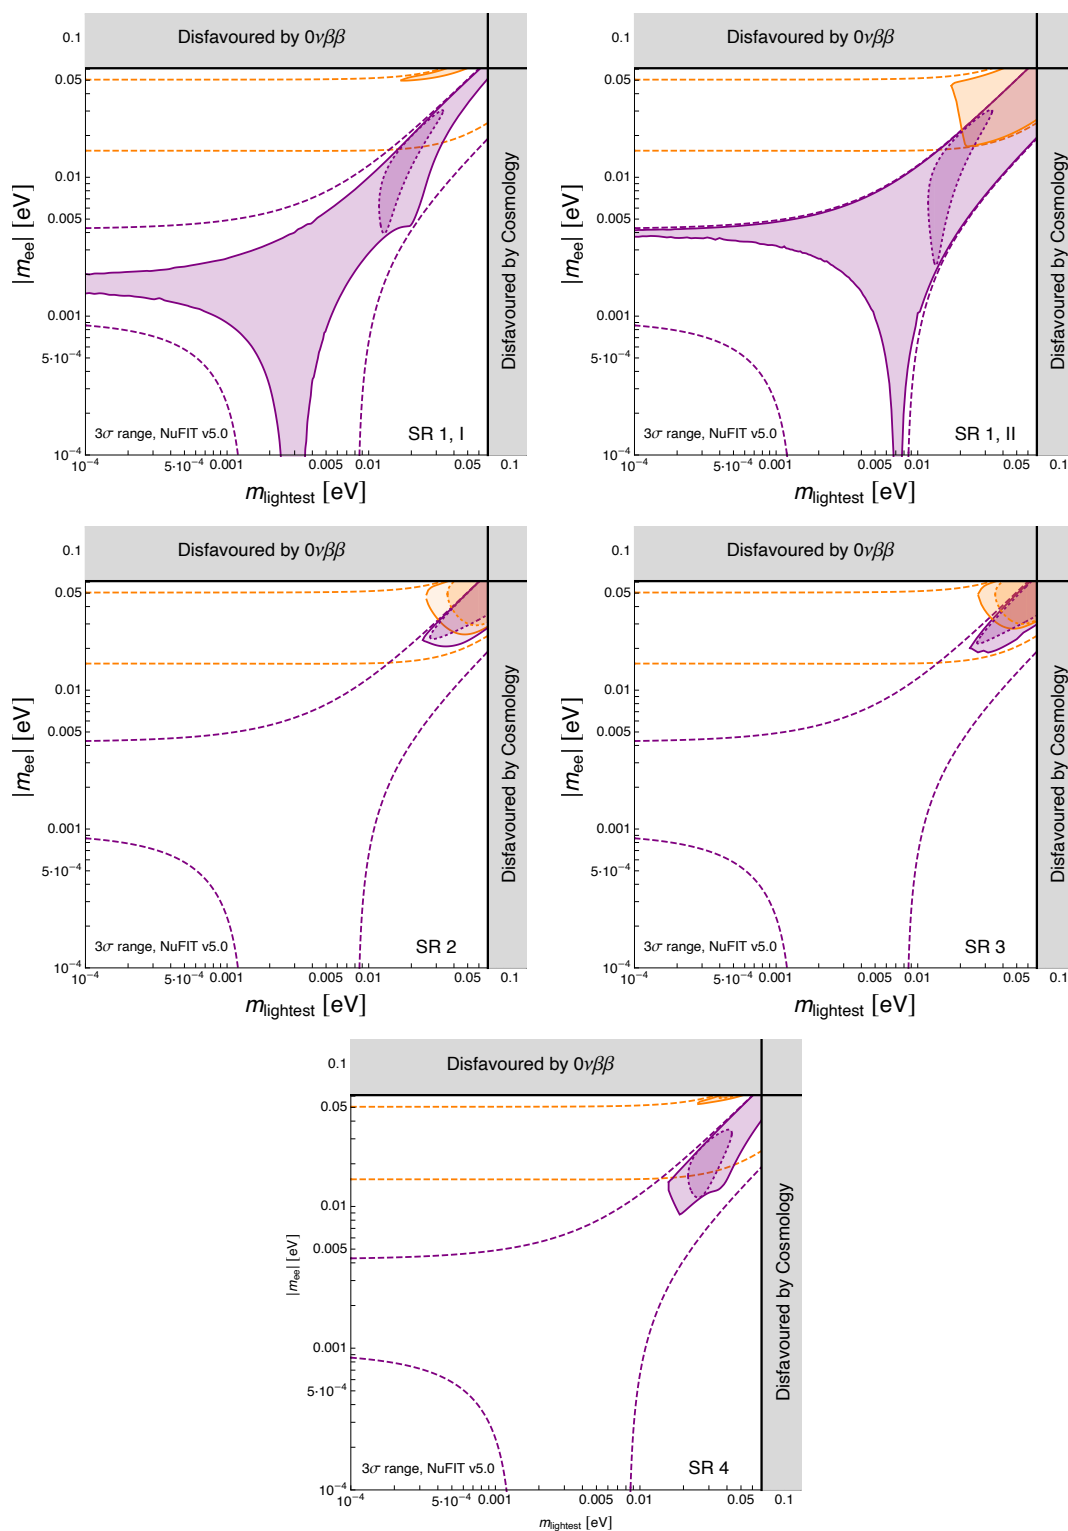 Disfavoured by 0νββ
0.1
0.05
0.01
0.005
0.001
5·10⁻⁴
10⁻⁴
|m_ee| [eV]
3σ range, NuFIT v5.0
SR 1, I
Disfavoured by Cosmology
10⁻⁴ 5·10⁻⁴ 0.001 0.005 0.01 0.05 0.1
m_lightest [eV]
Disfavoured by 0νββ
0.1
0.05
0.01
0.005
0.001
5·10⁻⁴
10⁻⁴
|m_ee| [eV]
3σ range, NuFIT v5.0
SR 1, II
Disfavoured by Cosmology
10⁻⁴ 5·10⁻⁴ 0.001 0.005 0.01 0.05 0.1
m_lightest [eV]
Disfavoured by 0νββ
0.1
0.05
0.01
0.005
0.001
5·10⁻⁴
10⁻⁴
|m_ee| [eV]
3σ range, NuFIT v5.0
SR 2
Disfavoured by Cosmology
10⁻⁴ 5·10⁻⁴ 0.001 0.005 0.01 0.05 0.1
m_lightest [eV]
Disfavoured by 0νββ
0.1
0.05
0.01
0.005
0.001
5·10⁻⁴
10⁻⁴
|m_ee| [eV]
3σ range, NuFIT v5.0
SR 3
Disfavoured by Cosmology
10⁻⁴ 5·10⁻⁴ 0.001 0.005 0.01 0.05 0.1
m_lightest [eV]
Disfavoured by 0νββ
0.1
0.05
0.01
0.005
0.001
5·10⁻⁴
10⁻⁴
|m_ee| [eV]
3σ range, NuFIT v5.0
SR 4
Disfavoured by Cosmology
10⁻⁴ 5·10⁻⁴ 0.001 0.005 0.01 0.05 0.1
m_lightest [eV]